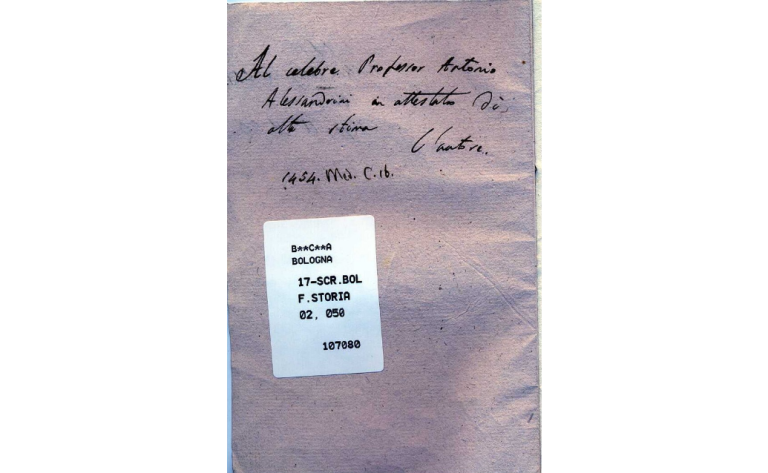 Al celebre Professor Antonio
Alessandrini in attestato di
alta stima
L'autore.
1454. Misc. C. 16.
B**C**A
BOLOGNA
17-SCR.BOL
F.STORIA
02, 050
107080